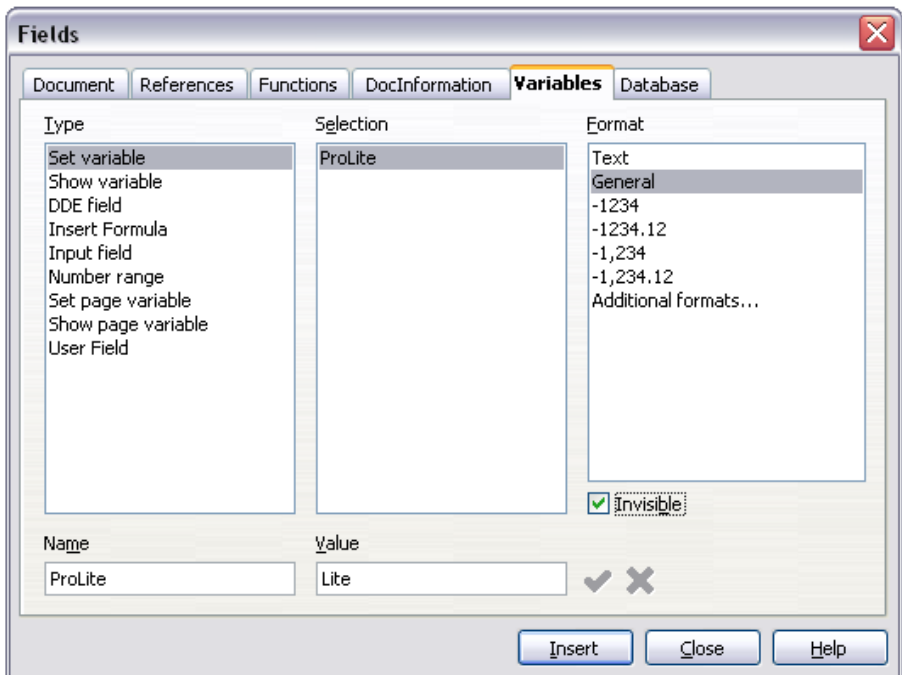 Fields
Document References Functions DocInformation Variables Database
Type Selection Format
Set variable
Show variable
DDE field
Insert Formula
Input field
Number range
Set page variable
Show page variable
User Field
ProLite
Text
General
-1234
-1234.12
-1,234
-1,234.12
Additional formats...
Invisible
Name Value
ProLite Lite
Insert Close Help